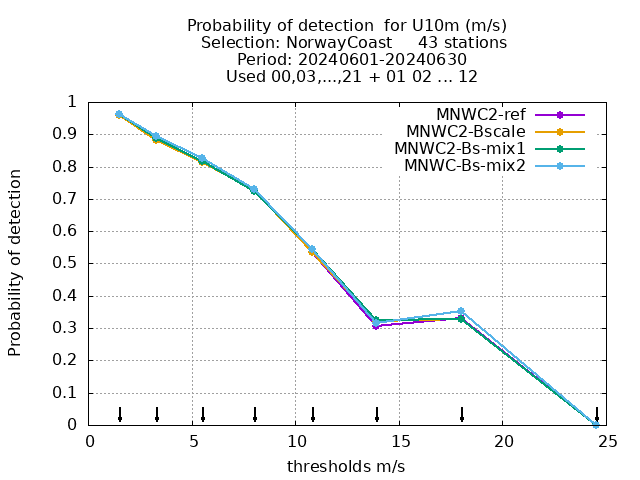 Probability of detection  for U10m (m/s)
Selection: NorwayCoast     43 stations
Period: 20240601-20240630
Used 00,03,...,21 + 01 02 ... 12
MNWC2-ref
MNWC2-Bscale
MNWC2-Bs-mix1
MNWC-Bs-mix2
Probability of detection
1
0.9
0.8
0.7
0.6
0.5
0.4
0.3
0.2
0.1
0
0 5 10 15 20 25
thresholds m/s